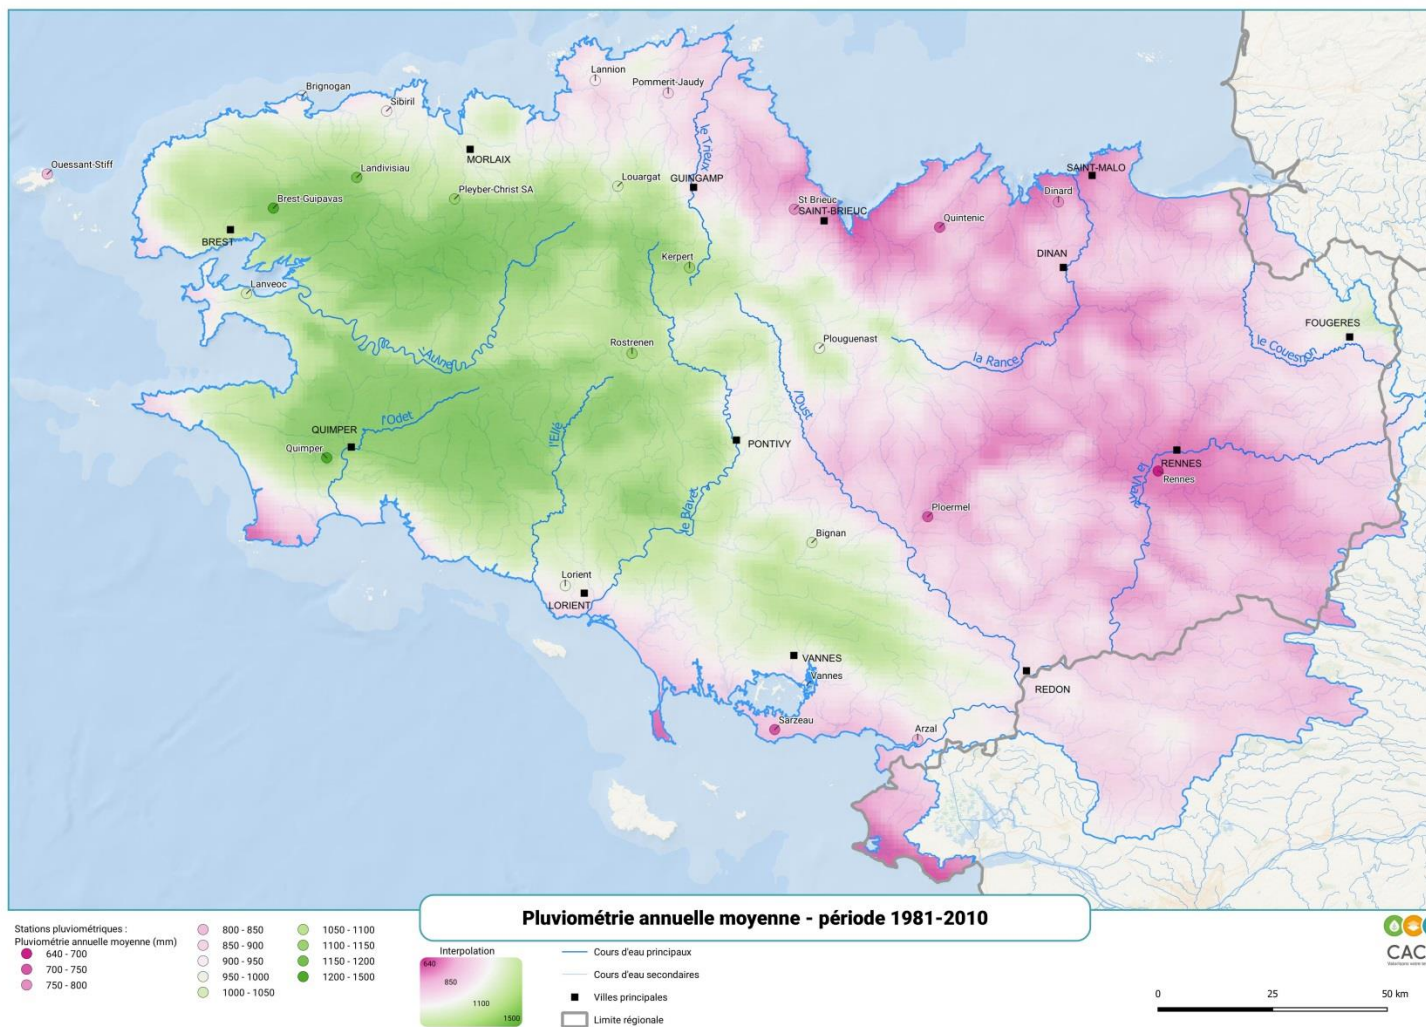 Brignogan
Sibiril
Lannion
Pommerit-Jaudy
Ouessant-Stiff
MORLAIX
Landivisiau
Pleyber-Christ SA
Louargat
GUINGAMP
le Trieux
SAINT-MALO
Dinard
Brest-Guipavas
BREST
St Brieuc
SAINT-BRIEUC
Quintenic
DINAN
Kerpert
Lanveoc
Aulne
Rostrenen
Plouguenast
la Rance
FOUGERES
le Couesnon
l'Oust
l'Odet
QUIMPER
Quimper
l'Ellé
PONTIVY
le Blavet
RENNES
Rennes
la Vilaine
Ploermel
Bignan
Lorient
LORIENT
VANNES
Vannes
REDON
Sarzeau
Arzal
Pluviométrie annuelle moyenne - période 1981-2010
Stations pluviométriques :
Pluviométrie annuelle moyenne (mm)
640 - 700
700 - 750
750 - 800
800 - 850
850 - 900
900 - 950
950 - 1000
1000 - 1050
1050 - 1100
1100 - 1150
1150 - 1200
1200 - 1500
Interpolation
640
850
1100
1500
Cours d'eau principaux
Cours d'eau secondaires
Villes principales
Limite régionale
0 25 50 km
CAC